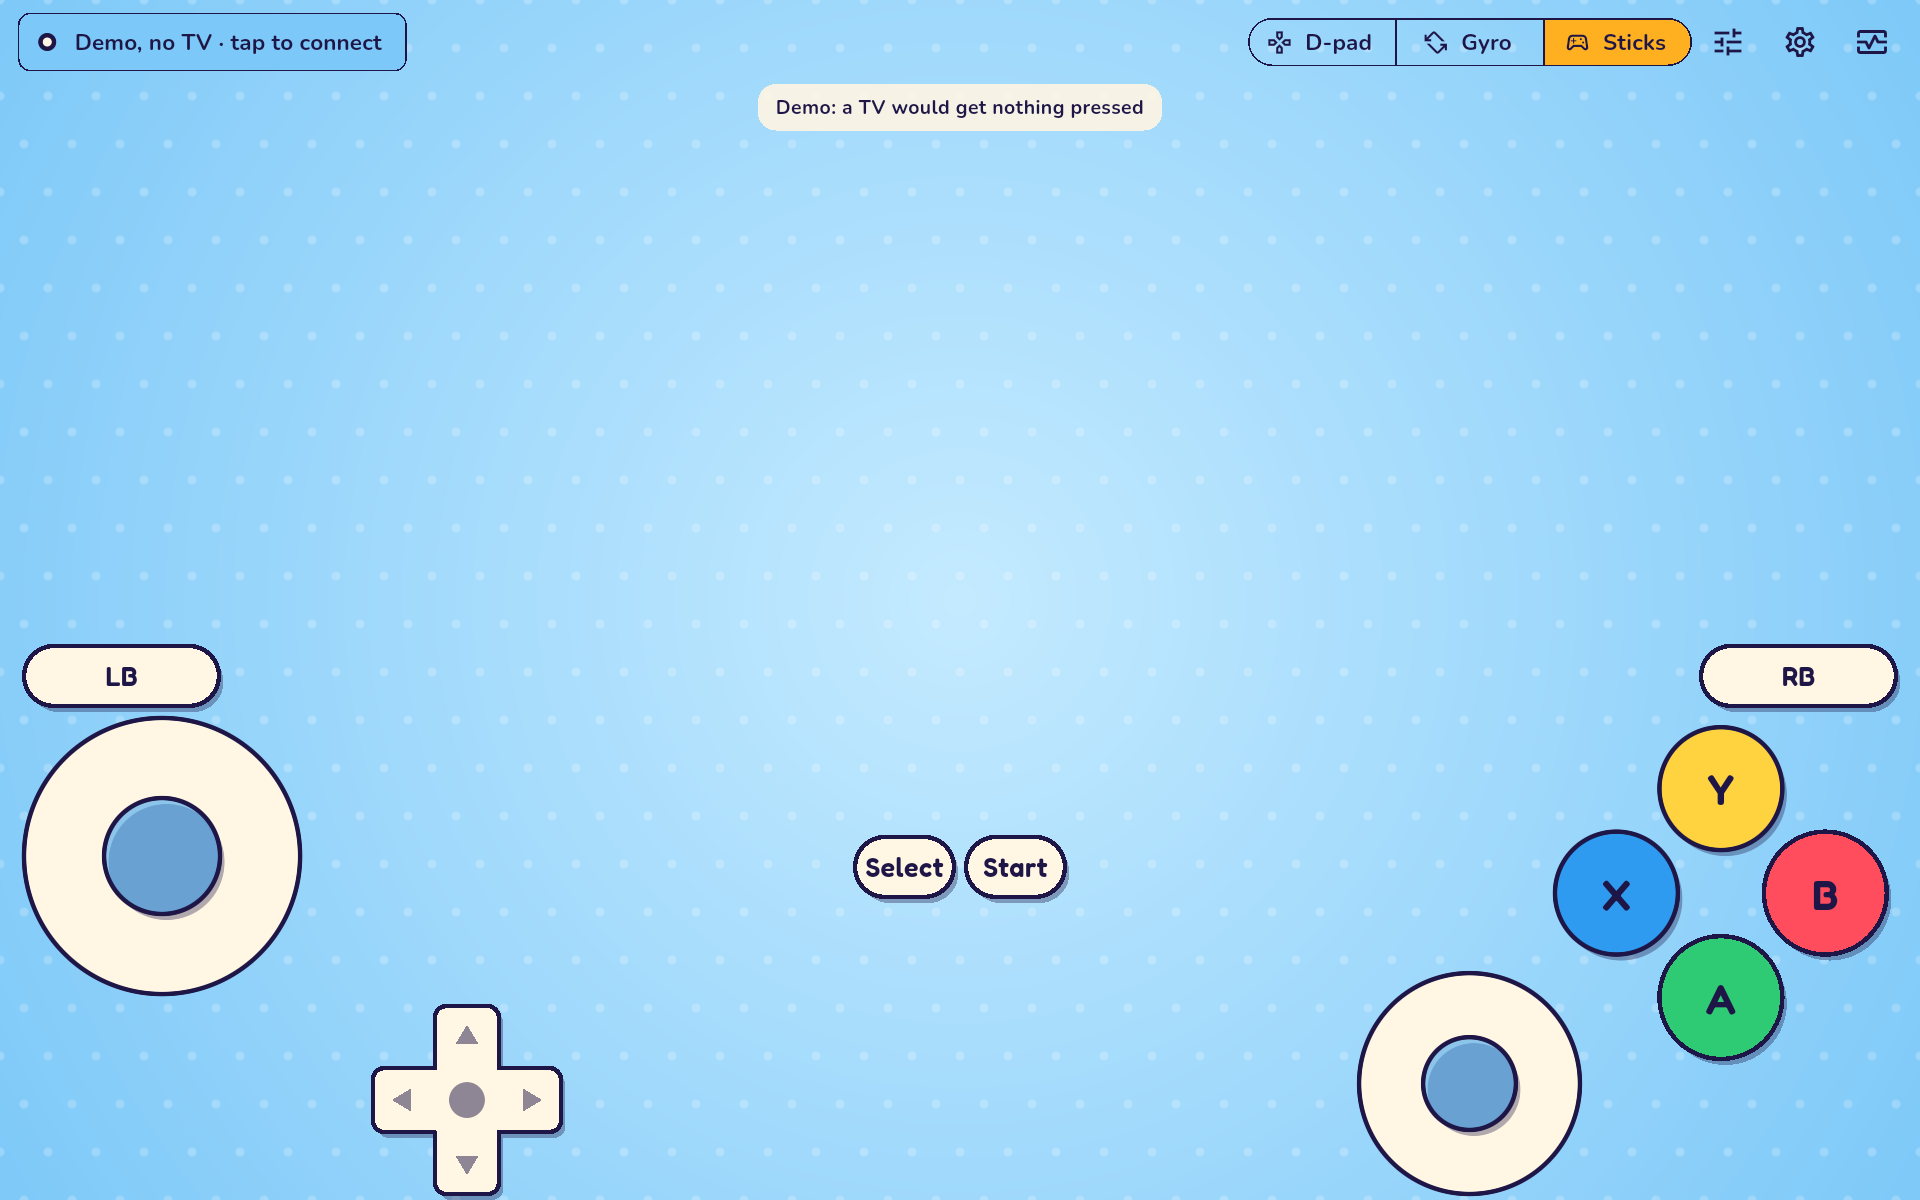 Demo, no TV · tap to connect
D-pad
Gyro
Sticks
Demo: a TV would get nothing pressed
LB
RB
Y
X
B
A
Select
Start